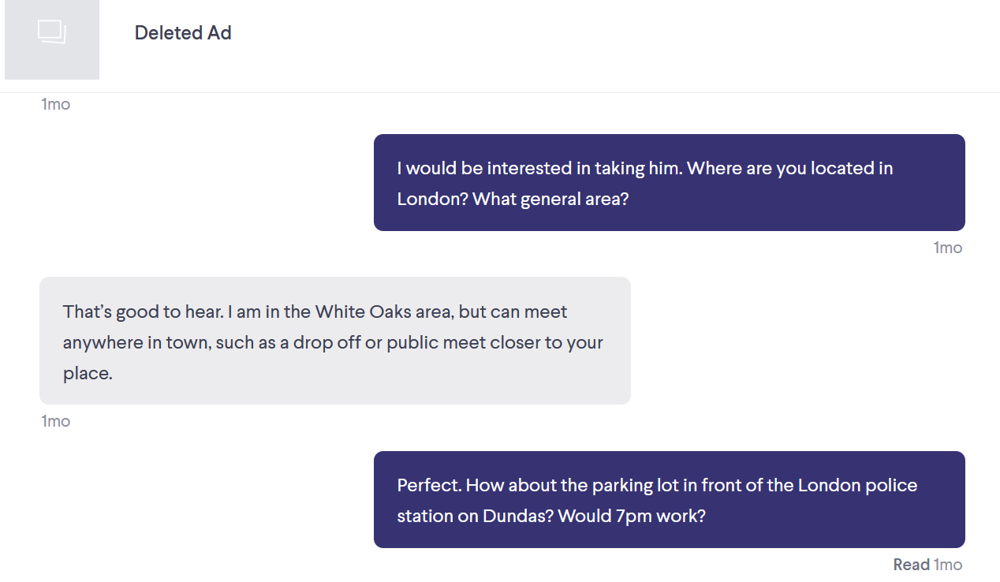 Deleted Ad
1mo
I would be interested in taking him. Where are you located in
London? What general area?
1mo
That’s good to hear. I am in the White Oaks area, but can meet
anywhere in town, such as a drop off or public meet closer to your
place.
1mo
Perfect. How about the parking lot in front of the London police
station on Dundas? Would 7pm work?
Read 1mo